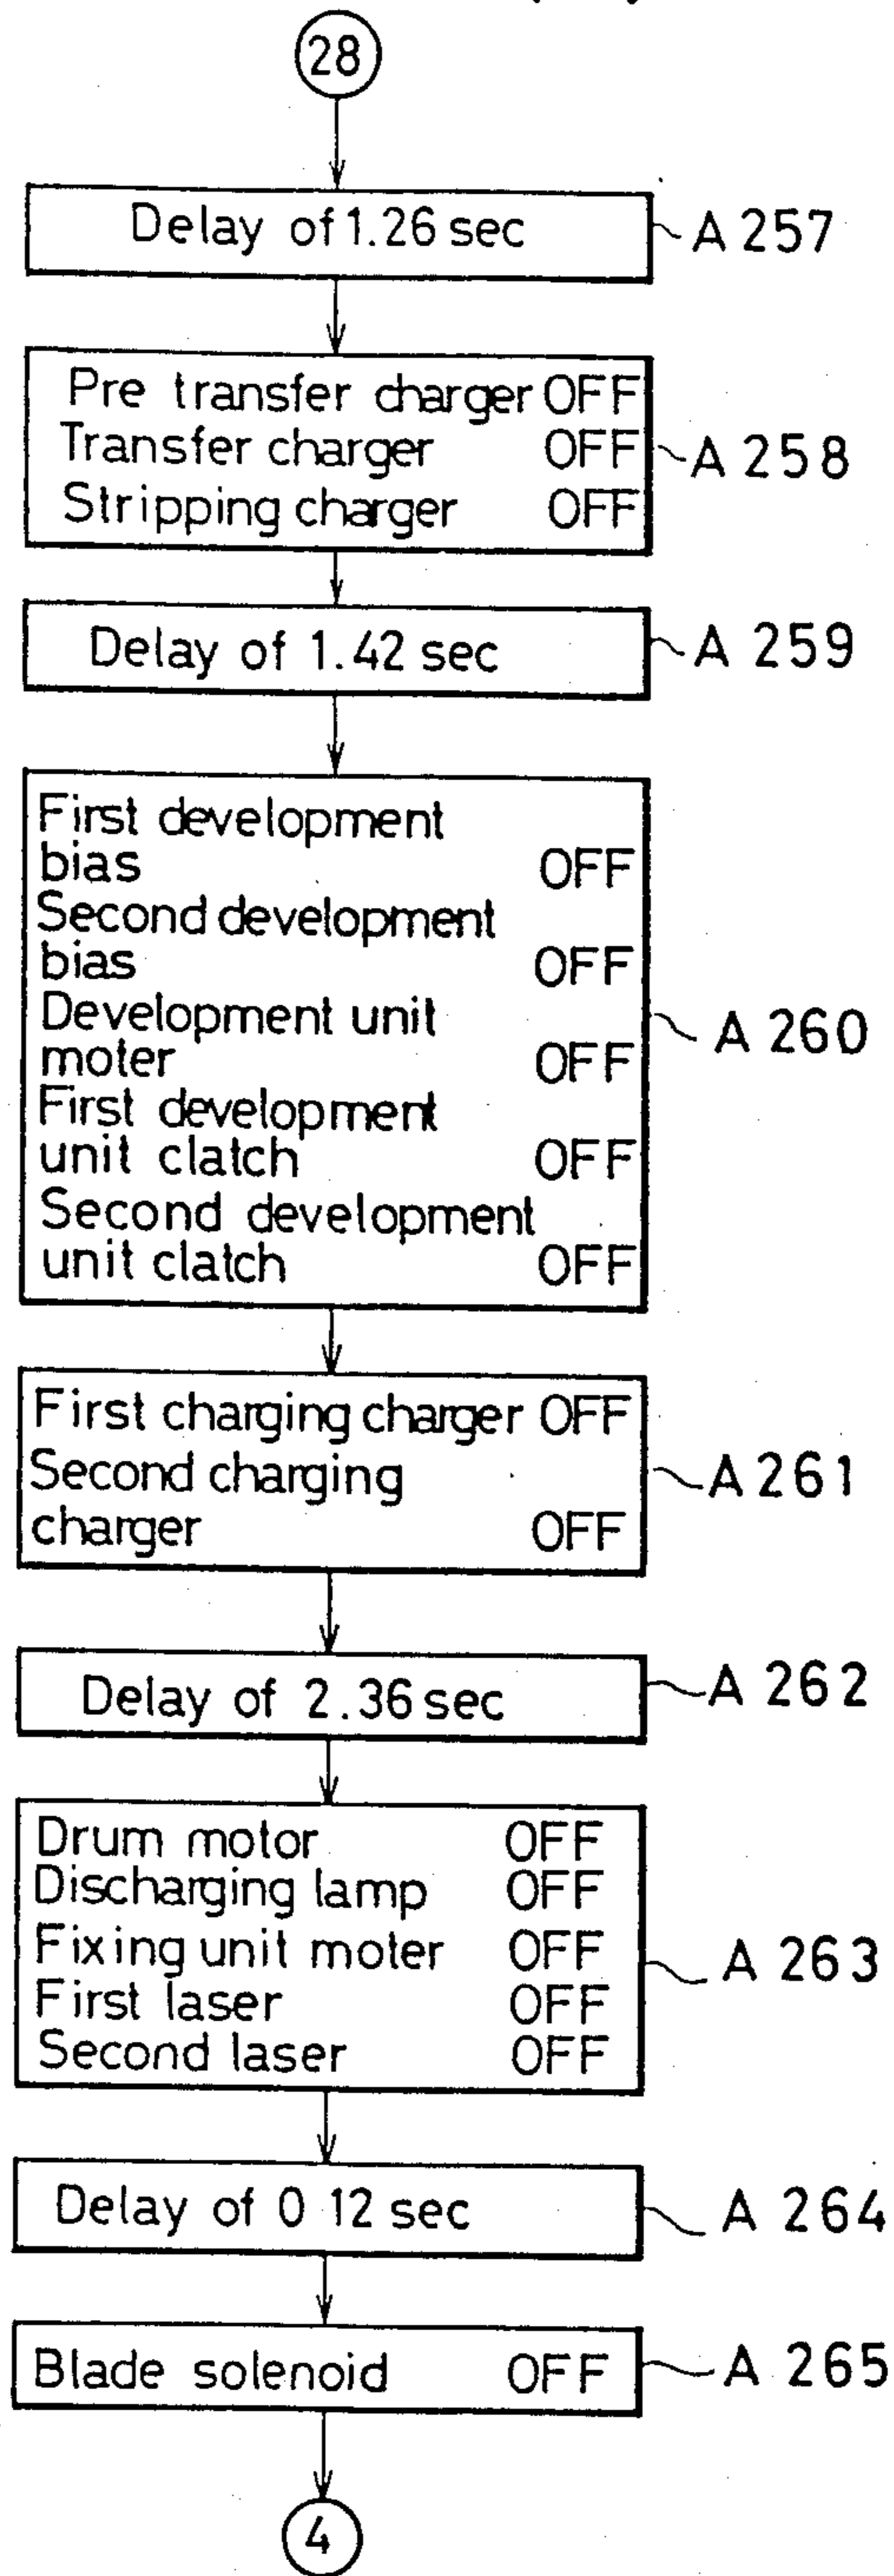 28
Delay of 1.26 sec
A 257
Pre transfer charger OFF
Transfer charger OFF
Stripping charger OFF
A 258
Delay of 1.42 sec
A 259
First development
bias OFF
Second development
bias OFF
Development unit
moter OFF
First development
unit clatch OFF
Second development
unit clatch OFF
A 260
First charging charger OFF
Second charging
charger OFF
A 261
Delay of 2.36 sec
A 262
Drum motor OFF
Discharging lamp OFF
Fixing unit moter OFF
First laser OFF
Second laser OFF
A 263
Delay of 0 12 sec
A 264
Blade solenoid OFF
A 265
4